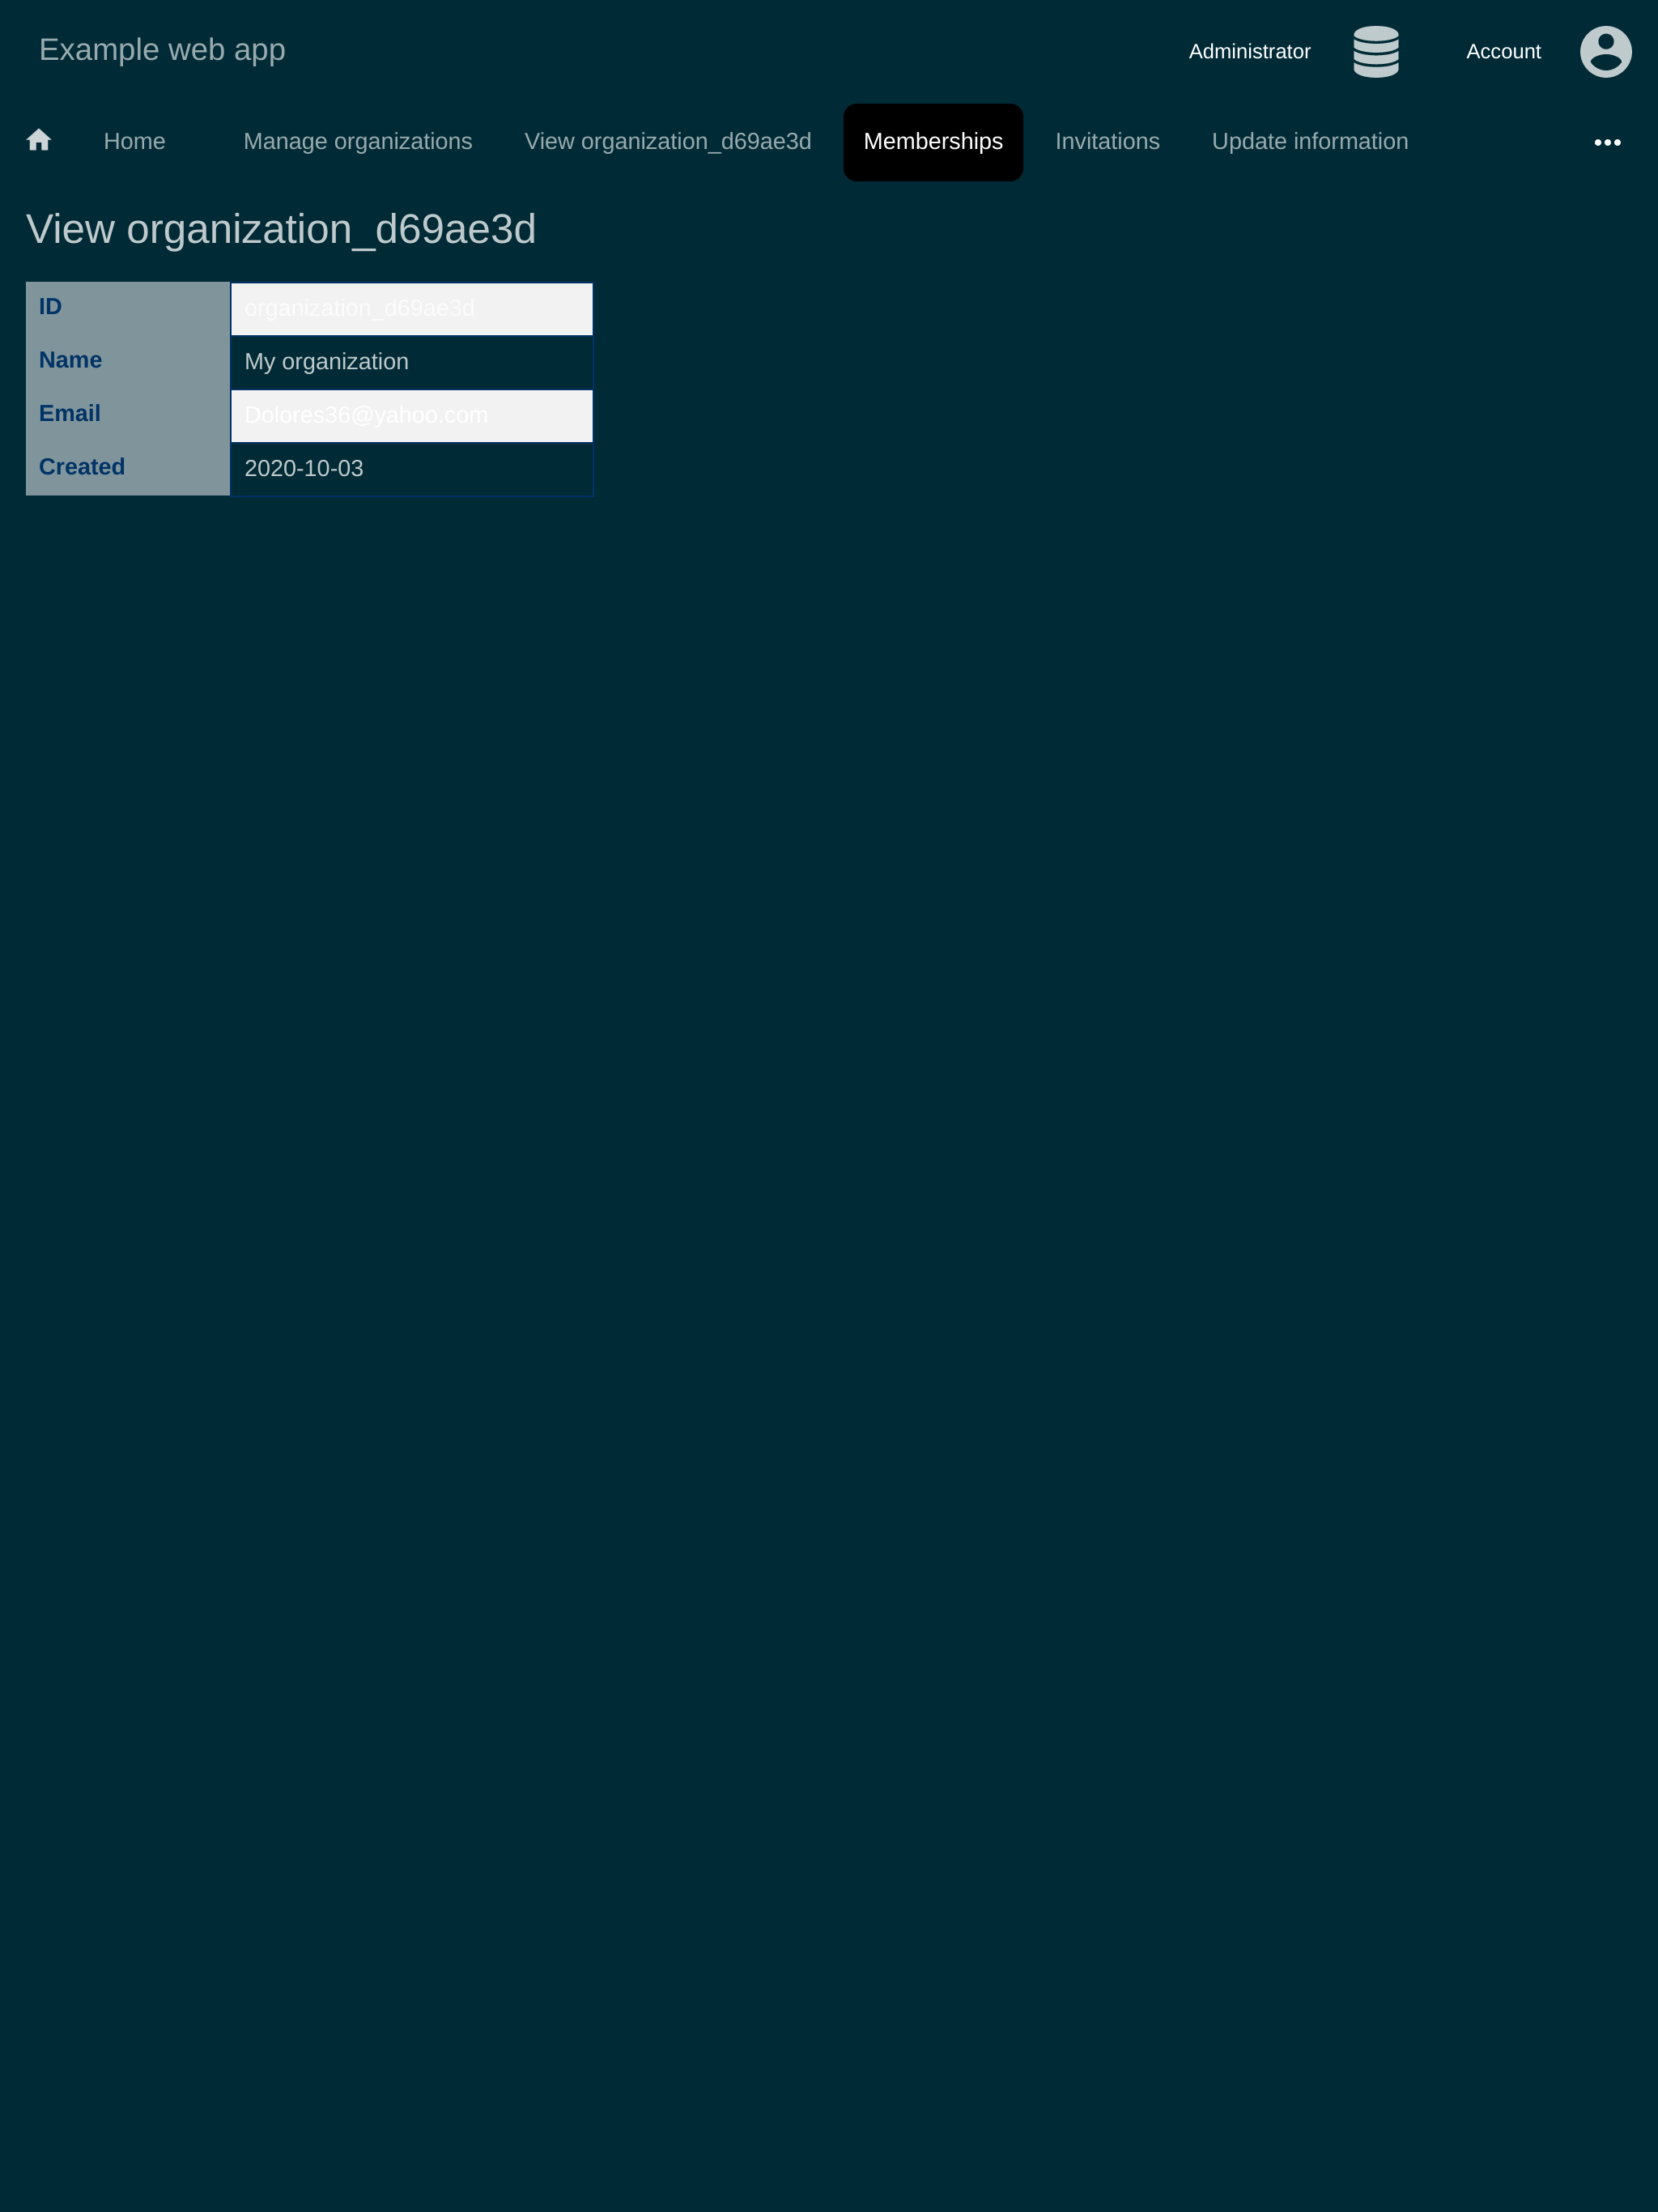 Example web app
Administrator
Account
Home
Manage organizations
View organization_d69ae3d
Memberships
Invitations
Update information
View organization_d69ae3d
ID
organization_d69ae3d
Name
My organization
Email
Dolores36@yahoo.com
Created
2020-10-03